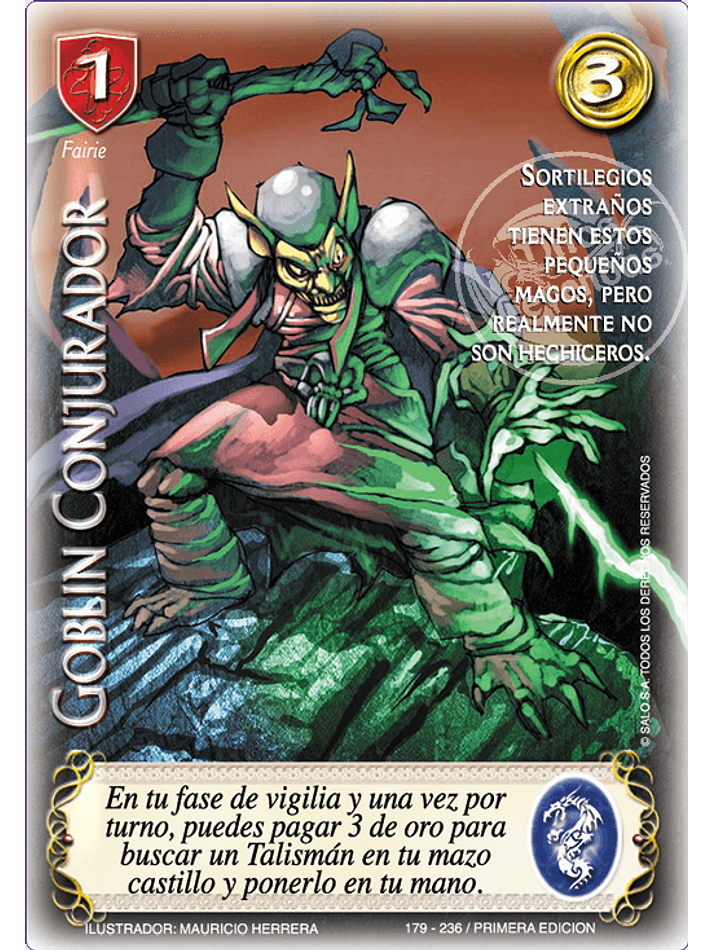 1
3
Fairie
GOBLIN CONJURADOR
SORTILEGIOS
EXTRAÑOS
TIENEN ESTOS
PEQUEÑOS
MAGOS, PERO
REALMENTE NO
SON HECHICEROS.
© SALO S.A. TODOS LOS DERECHOS RESERVADOS
En tu fase de vigilia y una vez por
turno, puedes pagar 3 de oro para
buscar un Talismán en tu mazo
castillo y ponerlo en tu mano.
ILUSTRADOR: MAURICIO HERRERA
179 - 236 / PRIMERA EDICION